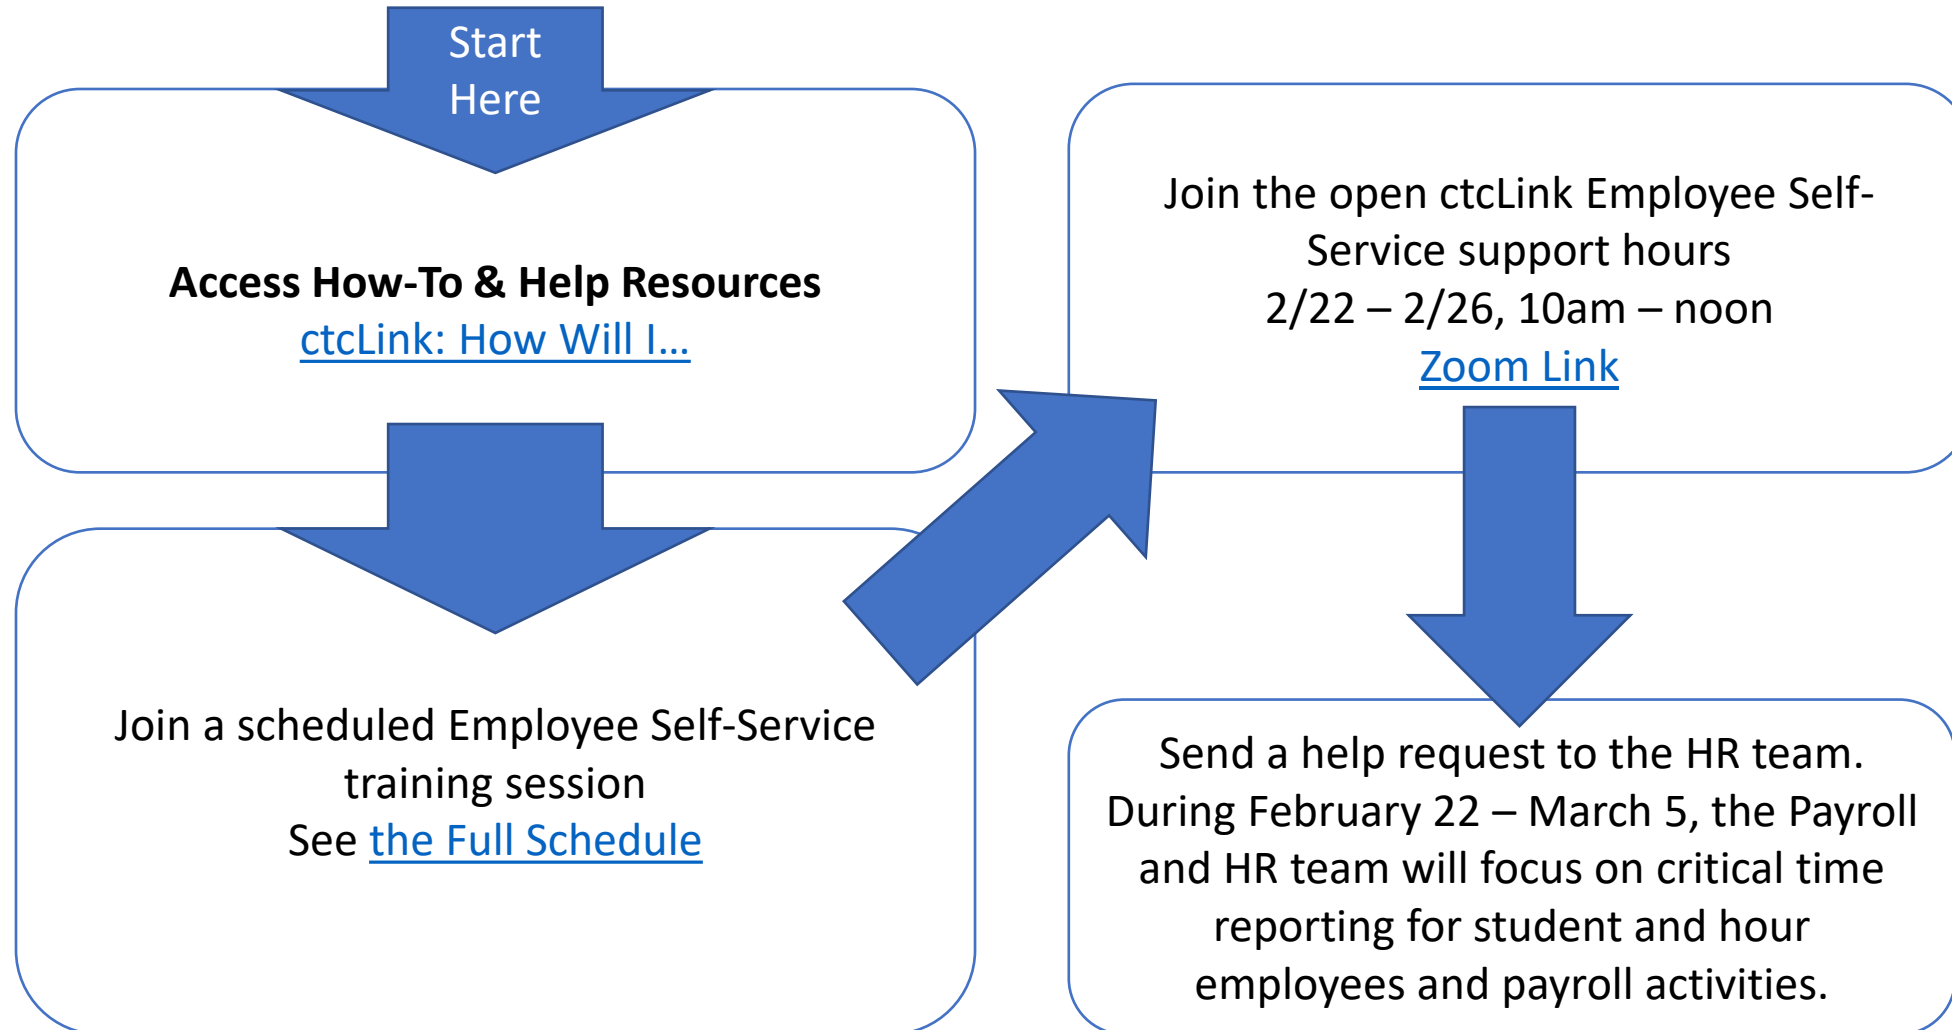 Start
Here
Access How-To & Help Resources
ctcLink: How Will I...
Join a scheduled Employee Self-Service
training session
See the Full Schedule
Join the open ctcLink Employee Self-
Service support hours
2/22 – 2/26, 10am – noon
Zoom Link
Send a help request to the HR team.
During February 22 – March 5, the Payroll
and HR team will focus on critical time
reporting for student and hour
employees and payroll activities.